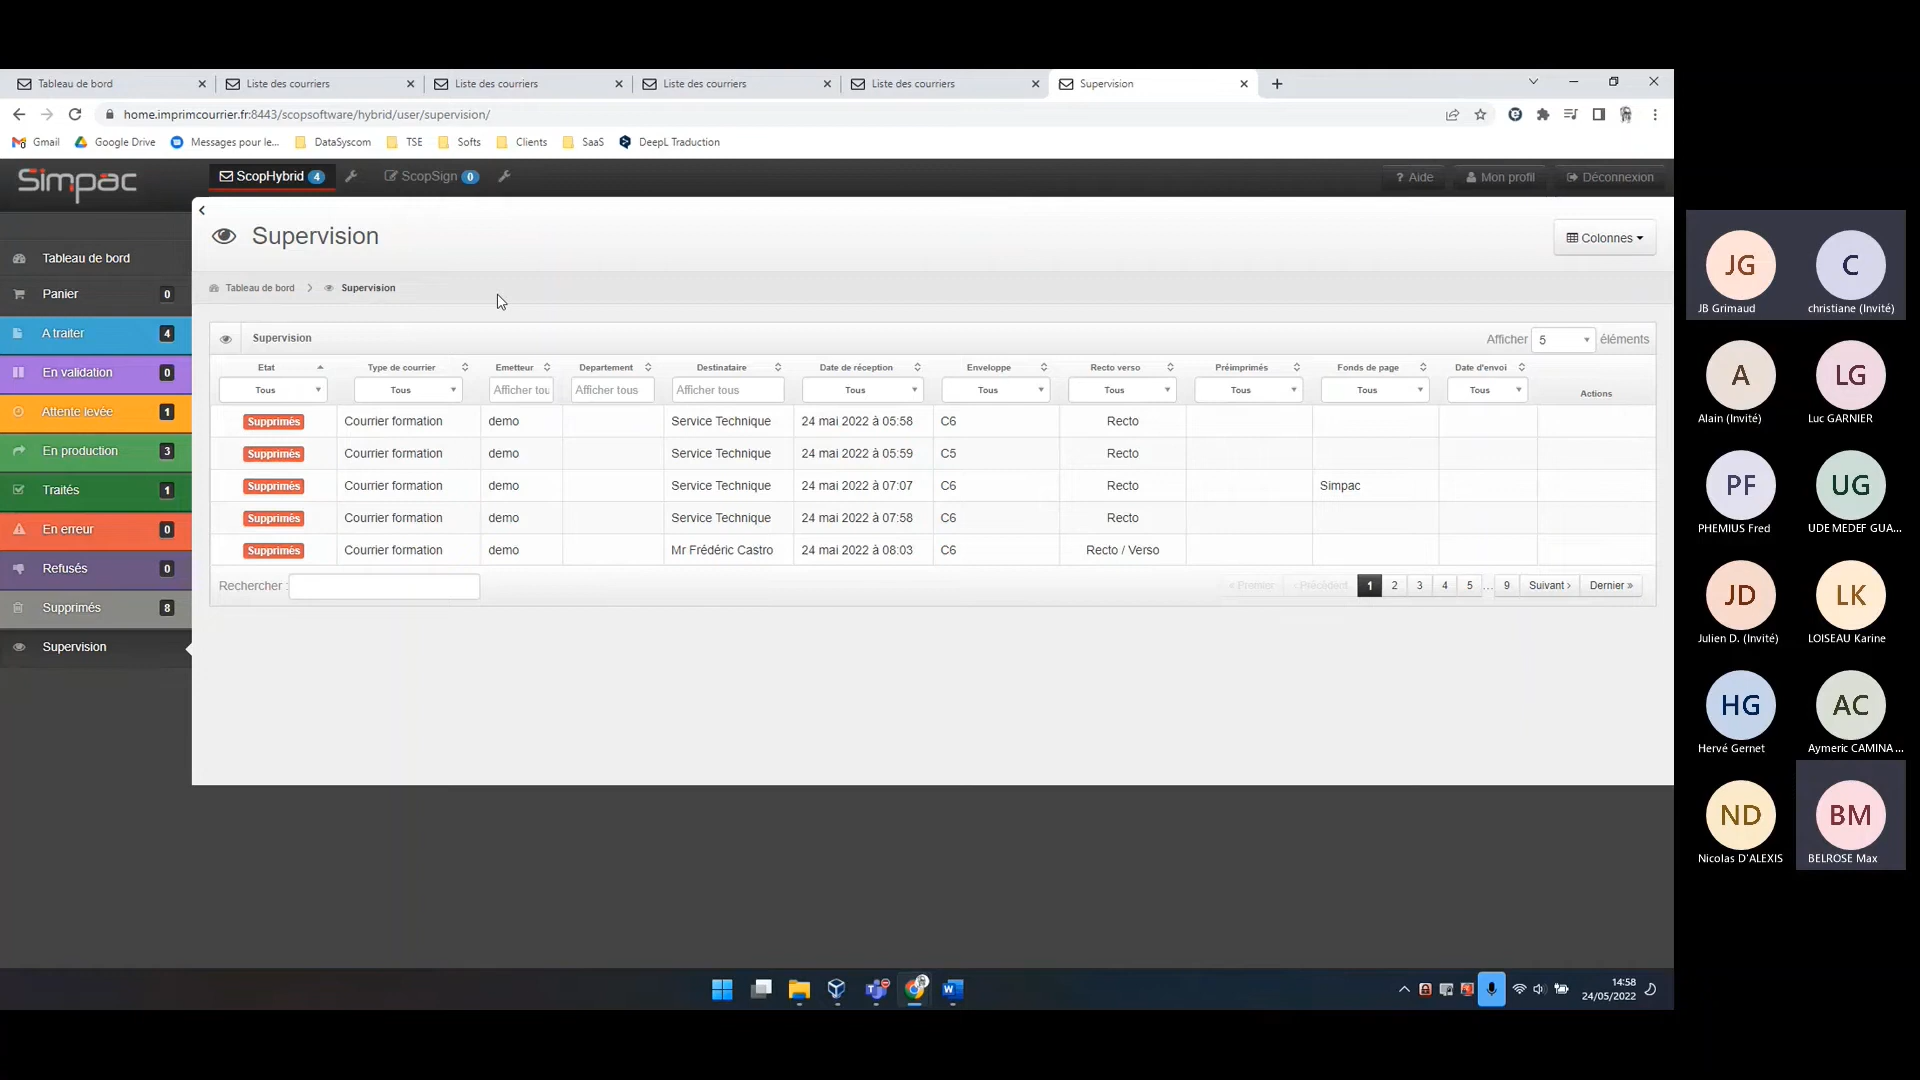 Tableau de bord
Liste des courriers
Liste des courriers
Liste des courriers
Liste des courriers
Supervision
home.imprimcourrier.fr:8443/scopsoftware/hybrid/user/supervision/
Gmail
Google Drive
Messages pour le...
DataSyscom
TSE
Softs
Clients
SaaS
DeepL Traduction
Simpac
ScopHybrid 4
ScopSign 0
? Aide
Mon profil
Déconnexion
Tableau de bord
Panier 0
A traiter 4
En validation 0
Attente levée 1
En production 3
Traités 1
En erreur 0
Refusés 0
Supprimés 8
Supervision
Supervision
Colonnes
Tableau de bord > Supervision
Supervision
Afficher 5 éléments
Etat Type de courrier Emetteur Departement Destinataire Date de réception Enveloppe Recto verso Préimprimés Fonds de page Date d'envoi Actions
Tous Tous Afficher tou Afficher tous Afficher tous Tous Tous Tous Tous Tous Tous
Supprimés Courrier formation demo Service Technique 24 mai 2022 à 05:58 C6 Recto
Supprimés Courrier formation demo Service Technique 24 mai 2022 à 05:59 C5 Recto
Supprimés Courrier formation demo Service Technique 24 mai 2022 à 07:07 C6 Recto Simpac
Supprimés Courrier formation demo Service Technique 24 mai 2022 à 07:58 C6 Recto
Supprimés Courrier formation demo Mr Frédéric Castro 24 mai 2022 à 08:03 C6 Recto / Verso
Rechercher :
« Premier ‹ Précédent 1 2 3 4 5 ... 9 Suivant › Dernier »
14:58
24/05/2022
JG
JB Grimaud
C
christiane (Invité)
A
Alain (Invité)
LG
Luc GARNIER
PF
PHEMIUS Fred
UG
UDE MEDEF GUA...
JD
Julien D. (Invité)
LK
LOISEAU Karine
HG
Hervé Gernet
AC
Aymeric CAMINA ...
ND
Nicolas D'ALEXIS
BM
BELROSE Max